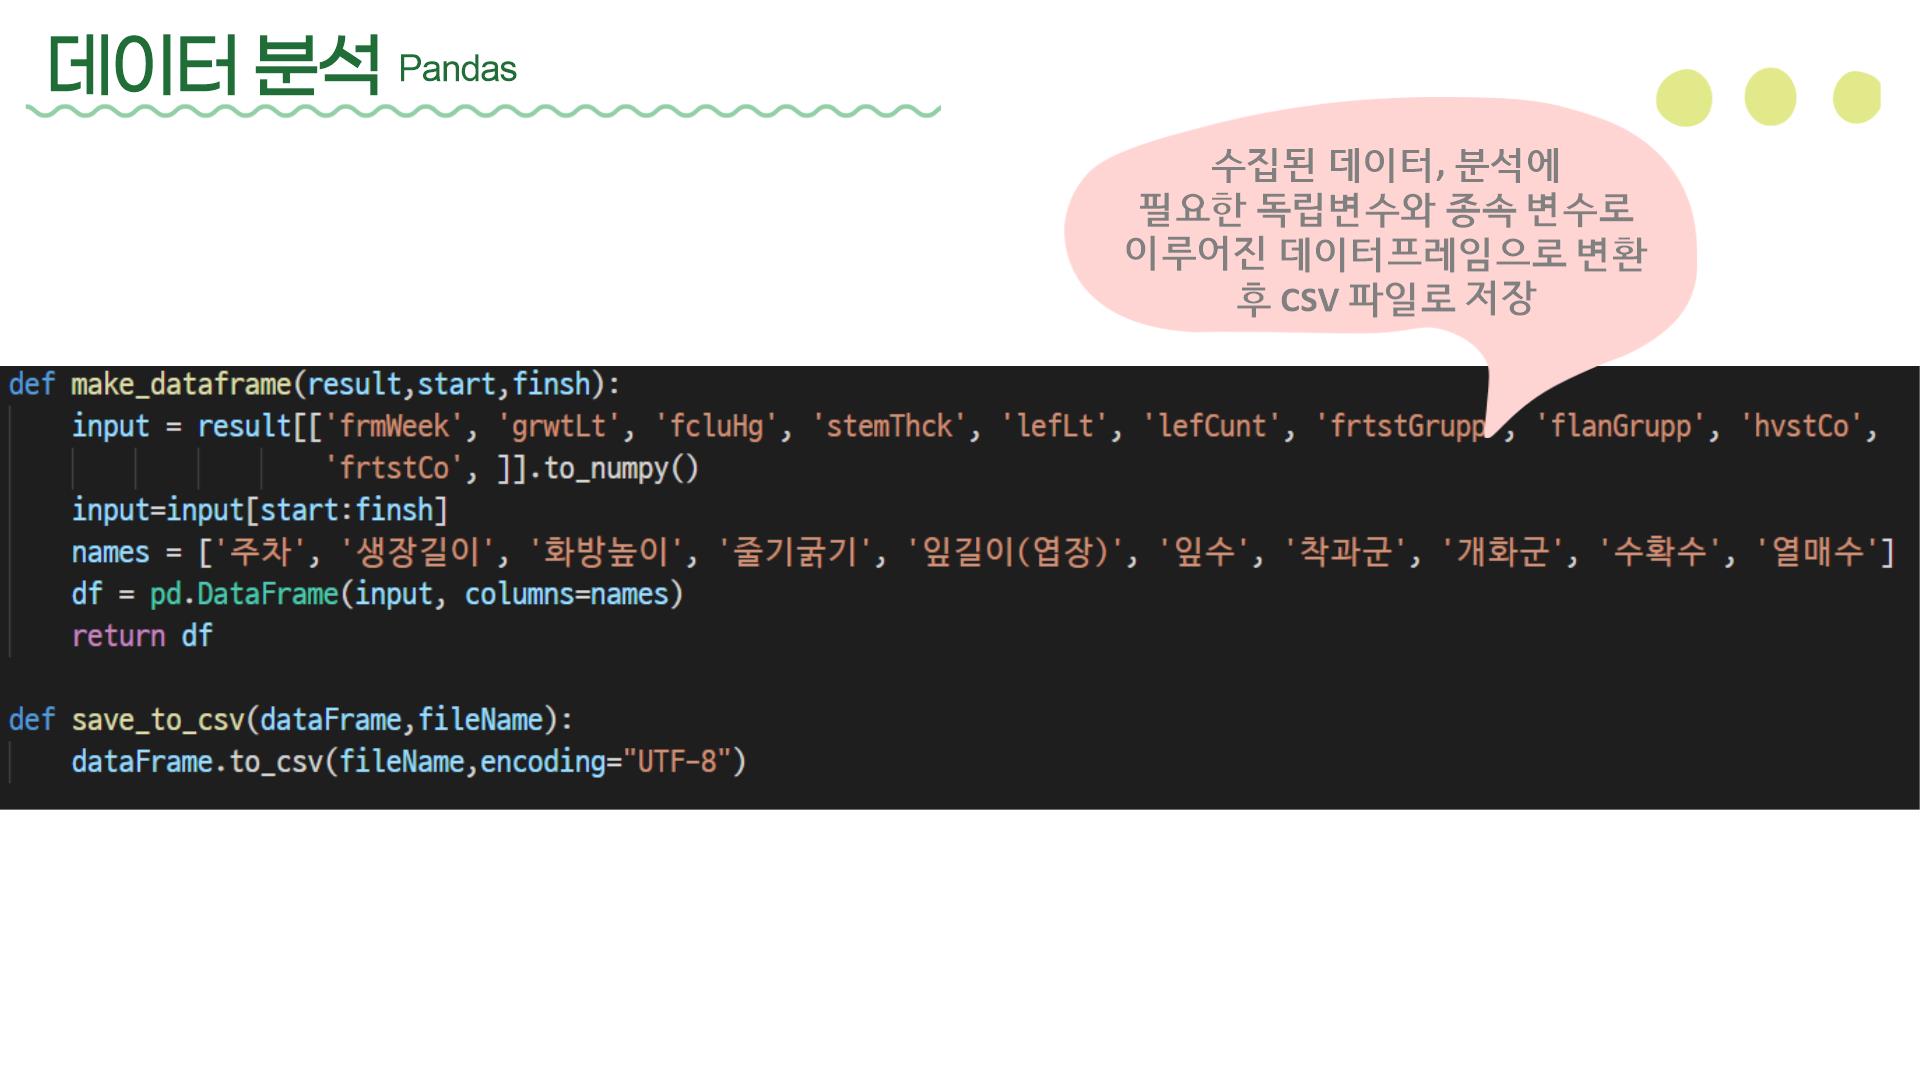 데이터 분석 Pandas
수집된 데이터, 분석에
필요한 독립변수와 종속 변수로
이루어진 데이터프레임으로 변환
후 CSV 파일로 저장
def make_dataframe(result,start,finsh):
    input = result[['frmWeek', 'grwtLt', 'fcluHg', 'stemThck', 'lefLt', 'lefCunt', 'frtstGrupp', 'flanGrupp', 'hvstCo',
                    'frtstCo', ]].to_numpy()
    input=input[start:finsh]
    names = ['주차', '생장길이', '화방높이', '줄기굵기', '잎길이(엽장)', '잎수', '착과군', '개화군', '수확수', '열매수']
    df = pd.DataFrame(input, columns=names)
    return df
def save_to_csv(dataFrame,fileName):
    dataFrame.to_csv(fileName,encoding="UTF-8")